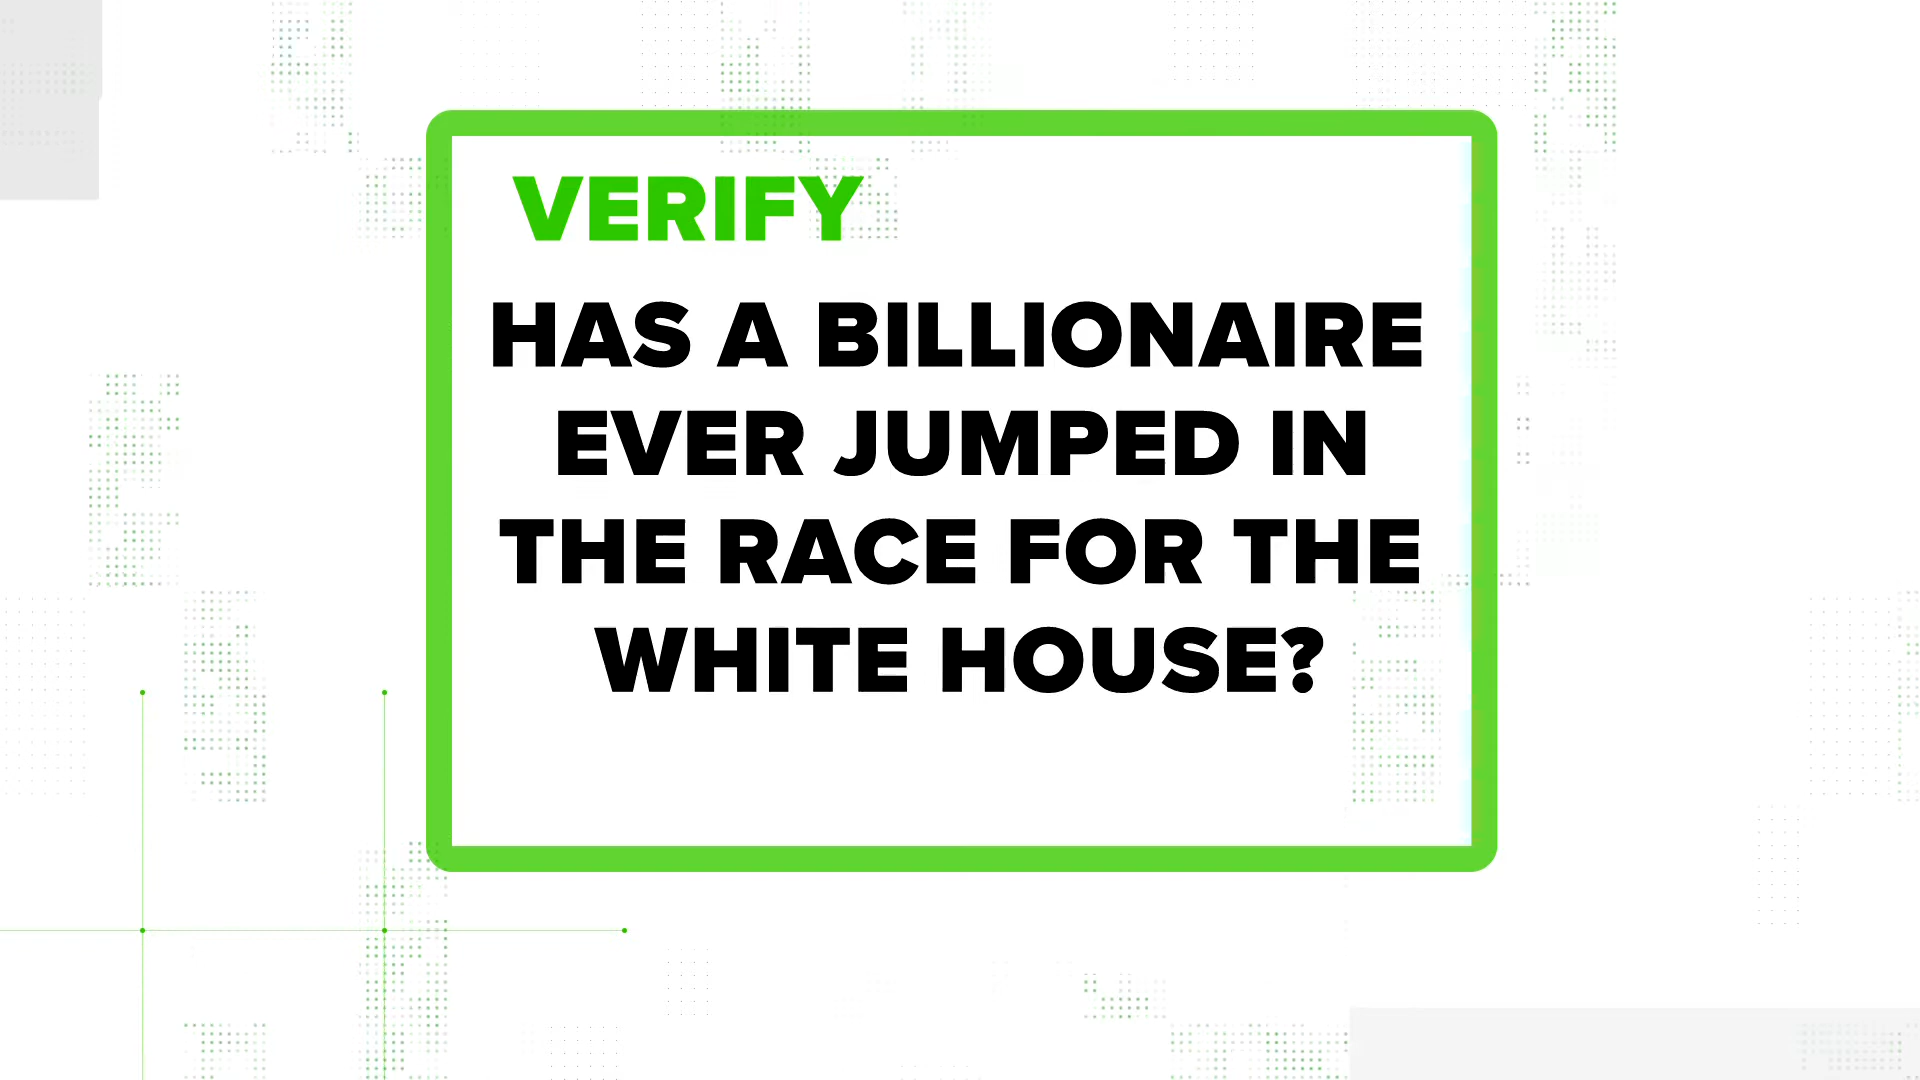 VERIFY
HAS A BILLIONAIRE
EVER JUMPED IN
THE RACE FOR THE
WHITE HOUSE?